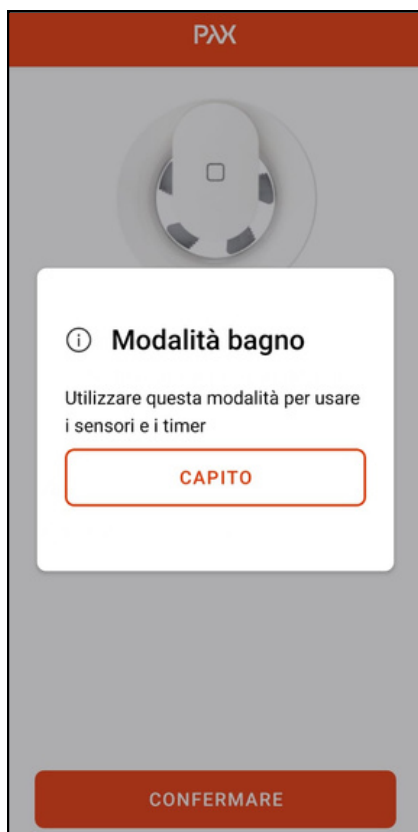 PAX
Modalità bagno
Utilizzare questa modalità per usare
i sensori e i timer
CAPITO
CONFERMARE